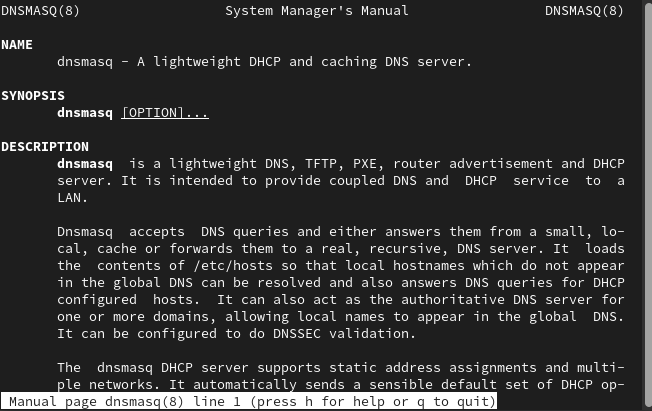 DNSMASQ(8) System Manager's Manual DNSMASQ(8)
NAME
dnsmasq - A lightweight DHCP and caching DNS server.
SYNOPSIS
dnsmasq [OPTION]...
DESCRIPTION
dnsmasq is a lightweight DNS, TFTP, PXE, router advertisement and DHCP
server. It is intended to provide coupled DNS and DHCP service to a
LAN.
Dnsmasq accepts DNS queries and either answers them from a small, lo‐
cal, cache or forwards them to a real, recursive, DNS server. It loads
the contents of /etc/hosts so that local hostnames which do not appear
in the global DNS can be resolved and also answers DNS queries for DHCP
configured hosts. It can also act as the authoritative DNS server for
one or more domains, allowing local names to appear in the global DNS.
It can be configured to do DNSSEC validation.
The dnsmasq DHCP server supports static address assignments and multi‐
ple networks. It automatically sends a sensible default set of DHCP op‐
Manual page dnsmasq(8) line 1 (press h for help or q to quit)